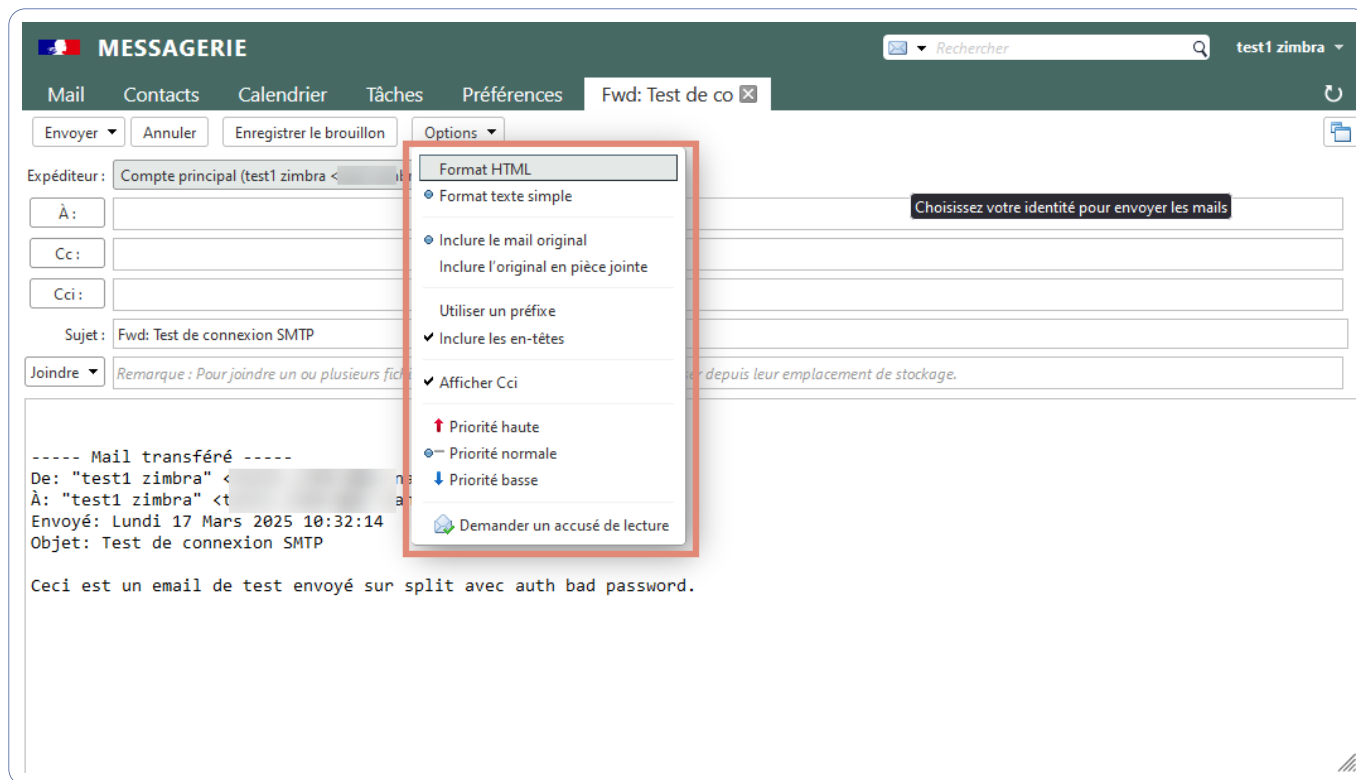 MESSAGERIE
Rechercher
test1 zimbra
Mail Contacts Calendrier Tâches Préférences Fwd: Test de co
Envoyer Annuler Enregistrer le brouillon Options
Expéditeur : Compte principal (test1 zimbra <
Format HTML
Format texte simple
Choisissez votre identité pour envoyer les mails
À :
Inclure le mail original
Cc :
Inclure l'original en pièce jointe
Cci :
Utiliser un préfixe
Sujet : Fwd: Test de connexion SMTP
Inclure les en-têtes
Joindre Remarque : Pour joindre un ou plusieurs depuis leur emplacement de stockage.
Afficher Cci
Priorité haute
Priorité normale
Priorité basse
Demander un accusé de lecture
----- Mail transféré -----
De: "test1 zimbra" <
À: "test1 zimbra" <t
Envoyé: Lundi 17 Mars 2025 10:32:14
Objet: Test de connexion SMTP
Ceci est un email de test envoyé sur split avec auth bad password.